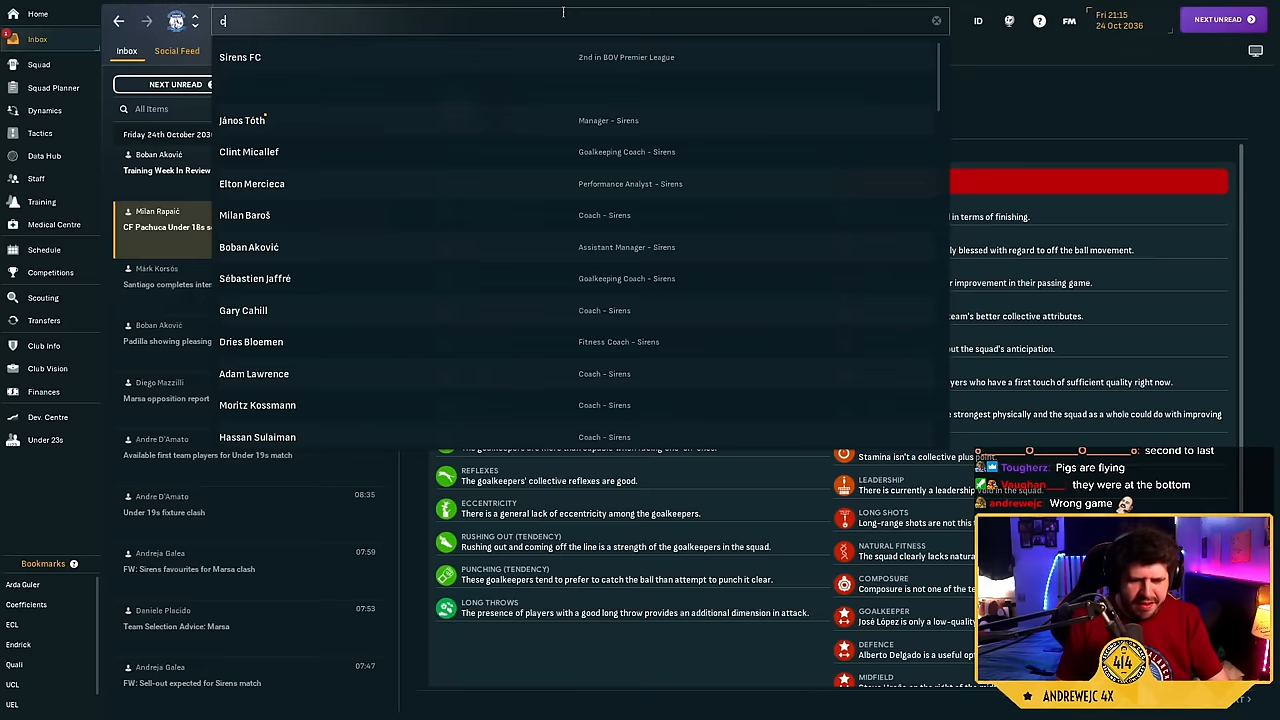 Home
d
ID
FM
Fri 21:15
24 Oct 2036
NEXT UNREAD
1
Inbox
Inbox
Social Feed
Sirens FC
2nd in BOV Premier League
Squad
Squad Planner
NEXT UNREAD
Dynamics
All Items
János Tóth
Manager - Sirens
Tactics
Friday 24th October 203
Clint Micallef
Goalkeeping Coach - Sirens
Data Hub
Boban Aković
Training Week In Review
Staff
Elton Mercieca
Performance Analyst - Sirens
Training
Milan Rapaić
CF Pachuca Under 18s s
Milan Baroš
Coach - Sirens
in terms of finishing.
Medical Centre
Schedule
Boban Aković
Assistant Manager - Sirens
ly blessed with regard to off the ball movement.
Competitions
Márk Korsós
Santiago completes inter
Sébastien Jaffré
Goalkeeping Coach - Sirens
r improvement in their passing game.
Scouting
Transfers
Boban Aković
Padilla showing pleasing
Gary Cahill
Coach - Sirens
team's better collective attributes.
Club Info
Dries Bloemen
Fitness Coach - Sirens
out the squad's anticipation.
Club Vision
Diego Mazzilli
Marsa opposition report
Adam Lawrence
Coach - Sirens
yers who have a first touch of sufficient quality right now.
Finances
Moritz Kossmann
Coach - Sirens
Dev. Centre
strongest physically and the squad as a whole could do with improving
Under 23s
Andre D'Amato
Available first team players for Under 19s match
Hassan Sulaiman
Coach - Sirens
Stamina isn't a collective plus point.
second to last
REFLEXES
The goalkeepers' collective reflexes are good.
Tougherz: Pigs are flying
LEADERSHIP
There is currently a leadership void in the squad.
Vaughan____: they were at the bottom
andrewejc: Wrong game
Andre D'Amato
08:35
Under 19s fixture clash
ECCENTRICITY
There is a general lack of eccentricity among the goalkeepers.
LONG SHOTS
Long-range shots are not this
RUSHING OUT (TENDENCY)
Rushing out and coming off the line is a strength of the goalkeepers in the squad.
NATURAL FITNESS
The squad clearly lacks natura
Andreja Galea
07:59
FW: Sirens favourites for Marsa clash
PUNCHING (TENDENCY)
These goalkeepers tend to prefer to catch the ball than attempt to punch it clear.
COMPOSURE
Composure is not one of the te
LONG THROWS
The presence of players with a good long throw provides an additional dimension in attack.
GOALKEEPER
José López is only a low-quality
Daniele Placido
07:53
Team Selection Advice: Marsa
DEFENCE
Alberto Delgado is a useful opt
Andreja Galea
07:47
FW: Sell-out expected for Sirens match
MIDFIELD
Bookmarks
Arda Guler
Coefficients
ECL
Endrick
Quali
UCL
UEL
4|4
ANDREWEJC 4X